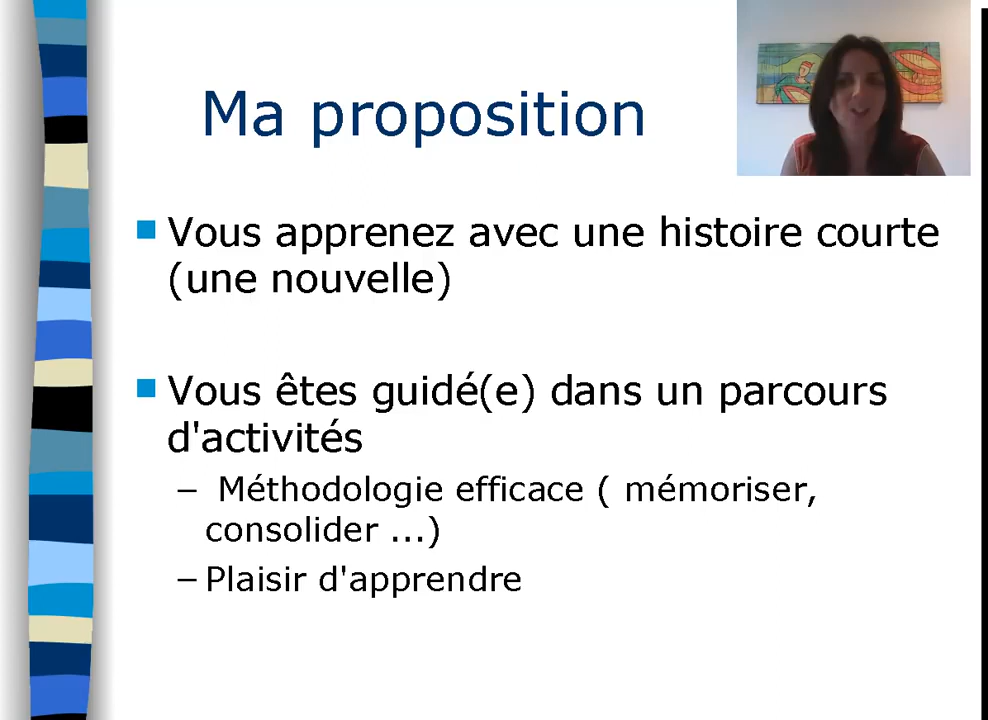 Ma proposition
Vous apprenez avec une histoire courte
(une nouvelle)
Vous êtes guidé(e) dans un parcours
d'activités
– Méthodologie efficace ( mémoriser,
consolider ...)
– Plaisir d'apprendre